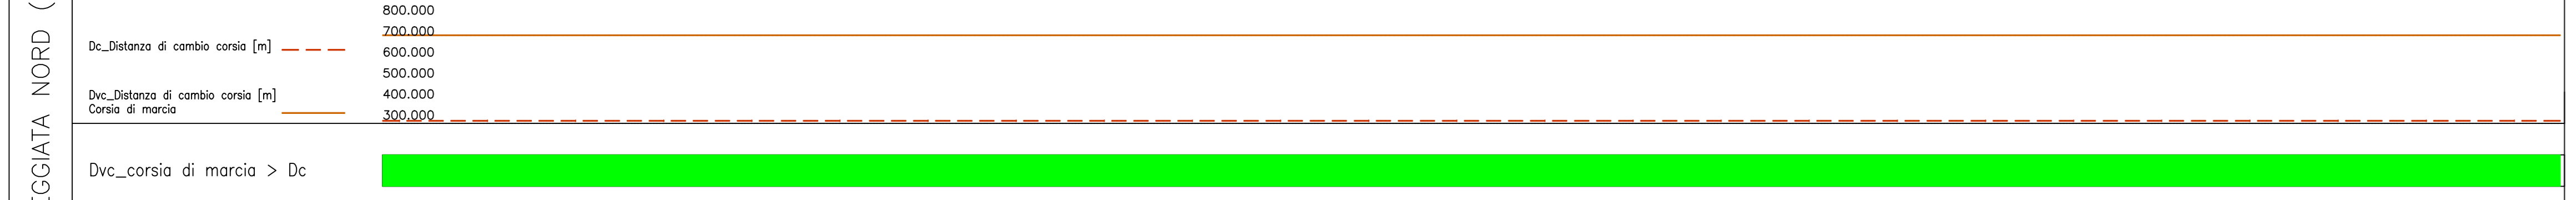 EGGIATA NORD (
800.000
700.000
Dc_Distanza di cambio corsia [m]
600.000
500.000
Dvc_Distanza di cambio corsia [m]
Corsia di marcia
400.000
300.000
Dvc_corsia di marcia > Dc